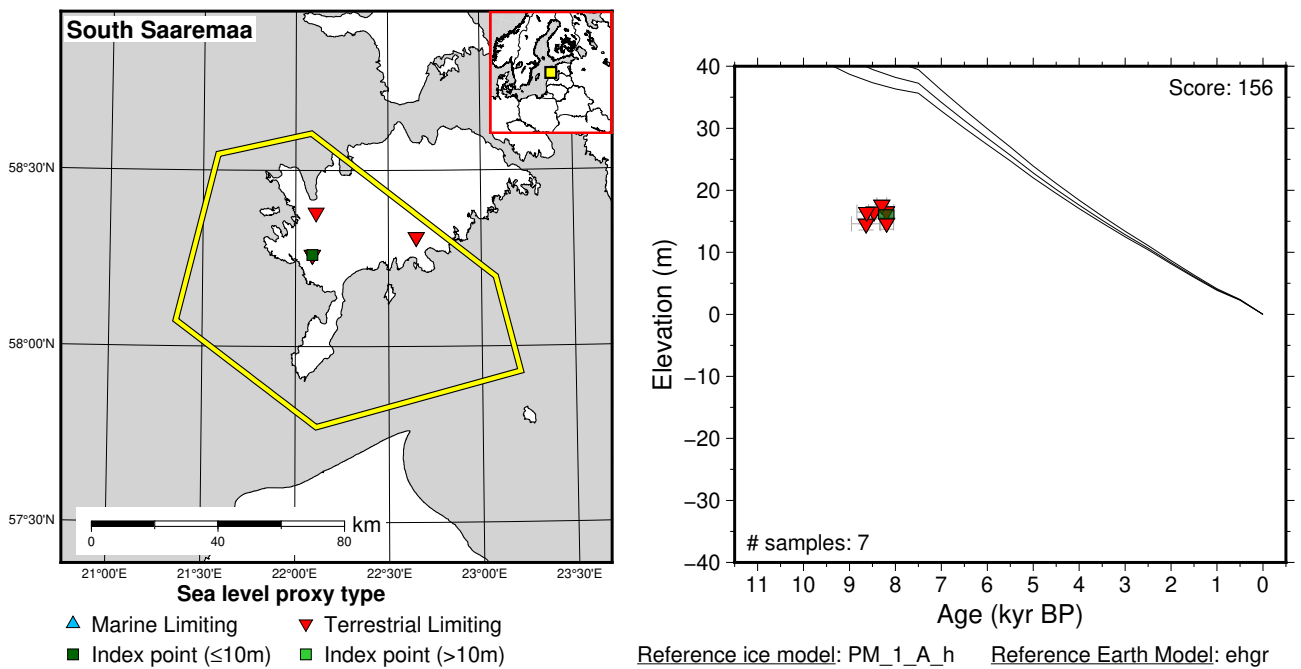 South Saaremaa
58°30'N
58°00'N
57°30'N
km
0 40 80
21°00'E 21°30'E 22°00'E 22°30'E 23°00'E 23°30'E
Sea level proxy type
Marine Limiting Terrestrial Limiting
Index point (≤10m) Index point (>10m)
Score: 156
40
30
20
10
0
−10
−20
−30
−40
Elevation (m)
# samples: 7
11 10 9 8 7 6 5 4 3 2 1 0
Age (kyr BP)
Reference ice model: PM_1_A_h Reference Earth Model: ehgr